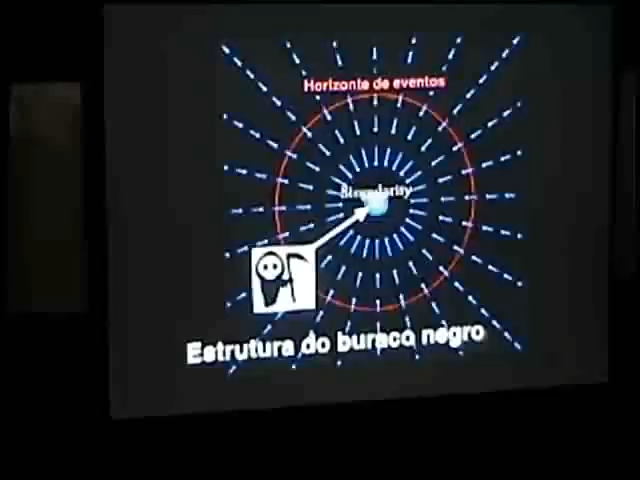 Horizonte de eventos
Singularity
Estrutura do buraco negro